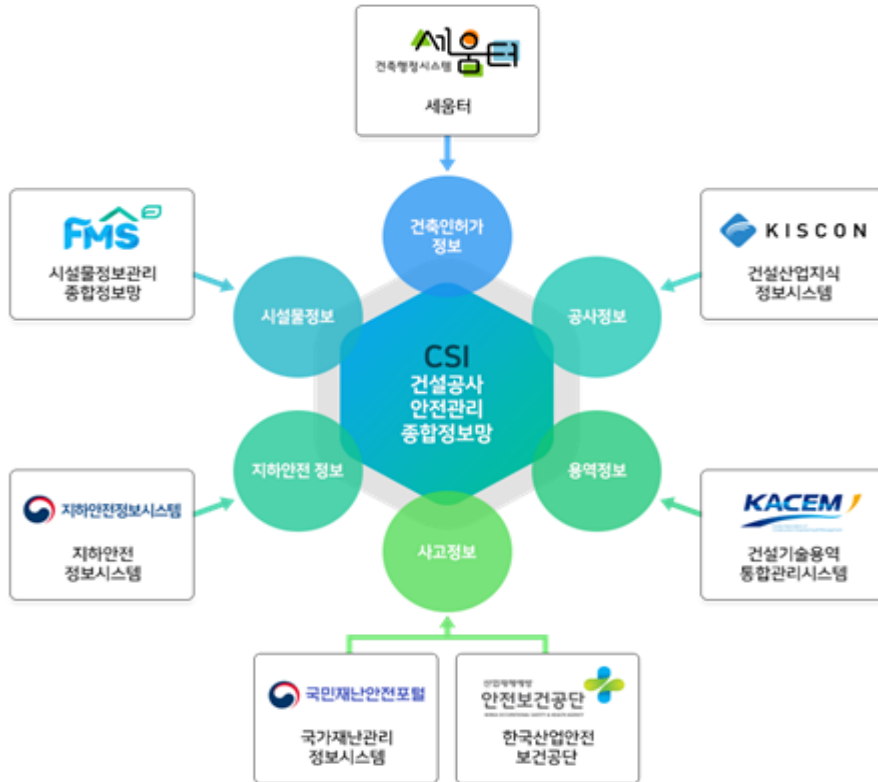 세움터
건축행정시스템
세움터
FMS
시설물정보관리
종합정보망
건축인허가
정보
KISCON
건설산업지식
정보시스템
시설물정보
공사정보
CSI
건설공사
안전관리
종합정보망
지하안전 정보
용역정보
지하안전정보시스템
지하안전
정보시스템
사고정보
KACEM
건설기술용역
통합관리시스템
국민재난안전포털
국가재난관리
정보시스템
산업재해예방
안전보건공단
한국산업안전
보건공단